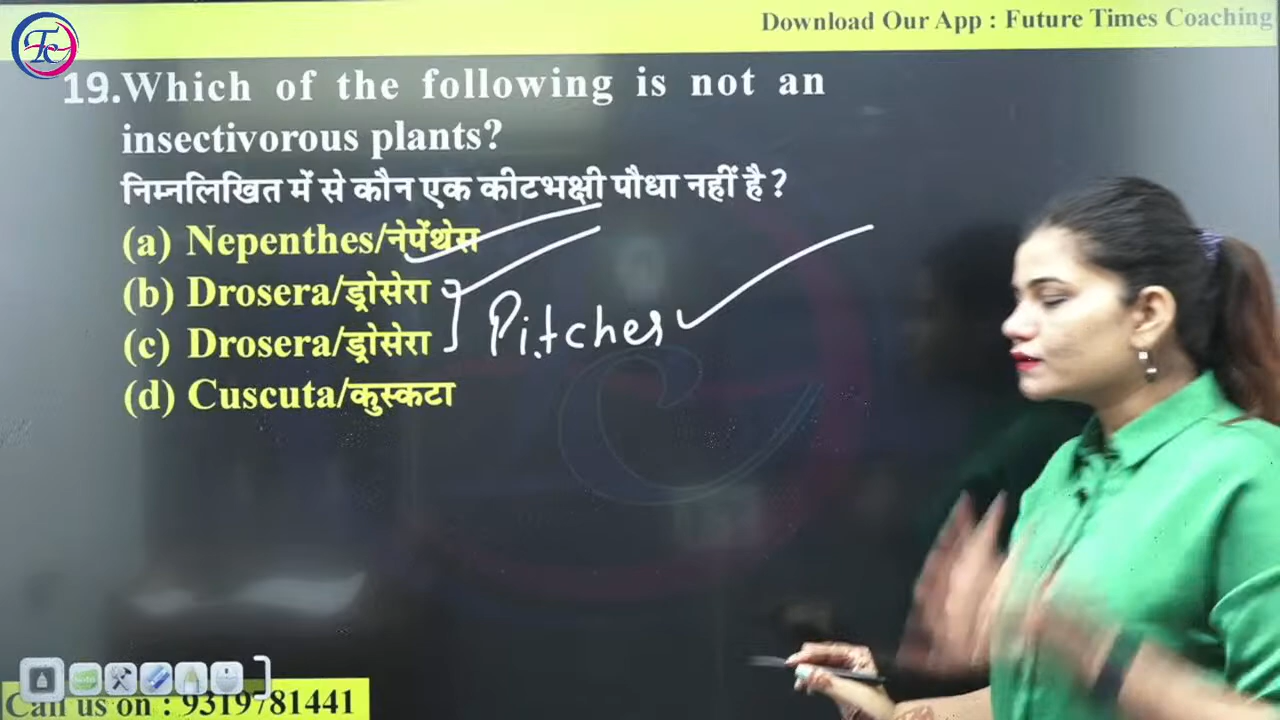 Tc
Download Our App : Future Times Coaching
19.Which of the following is not an
insectivorous plants?
निम्नलिखित में से कौन एक कीटभक्षी पौधा नहीं है ?
(a) Nepenthes/नेपेंथेस
(b) Drosera/ड्रोसेरा
(c) Drosera/ड्रोसेरा
Pitcher
(d) Cuscuta/कुस्कटा
Call us on : 9319781441